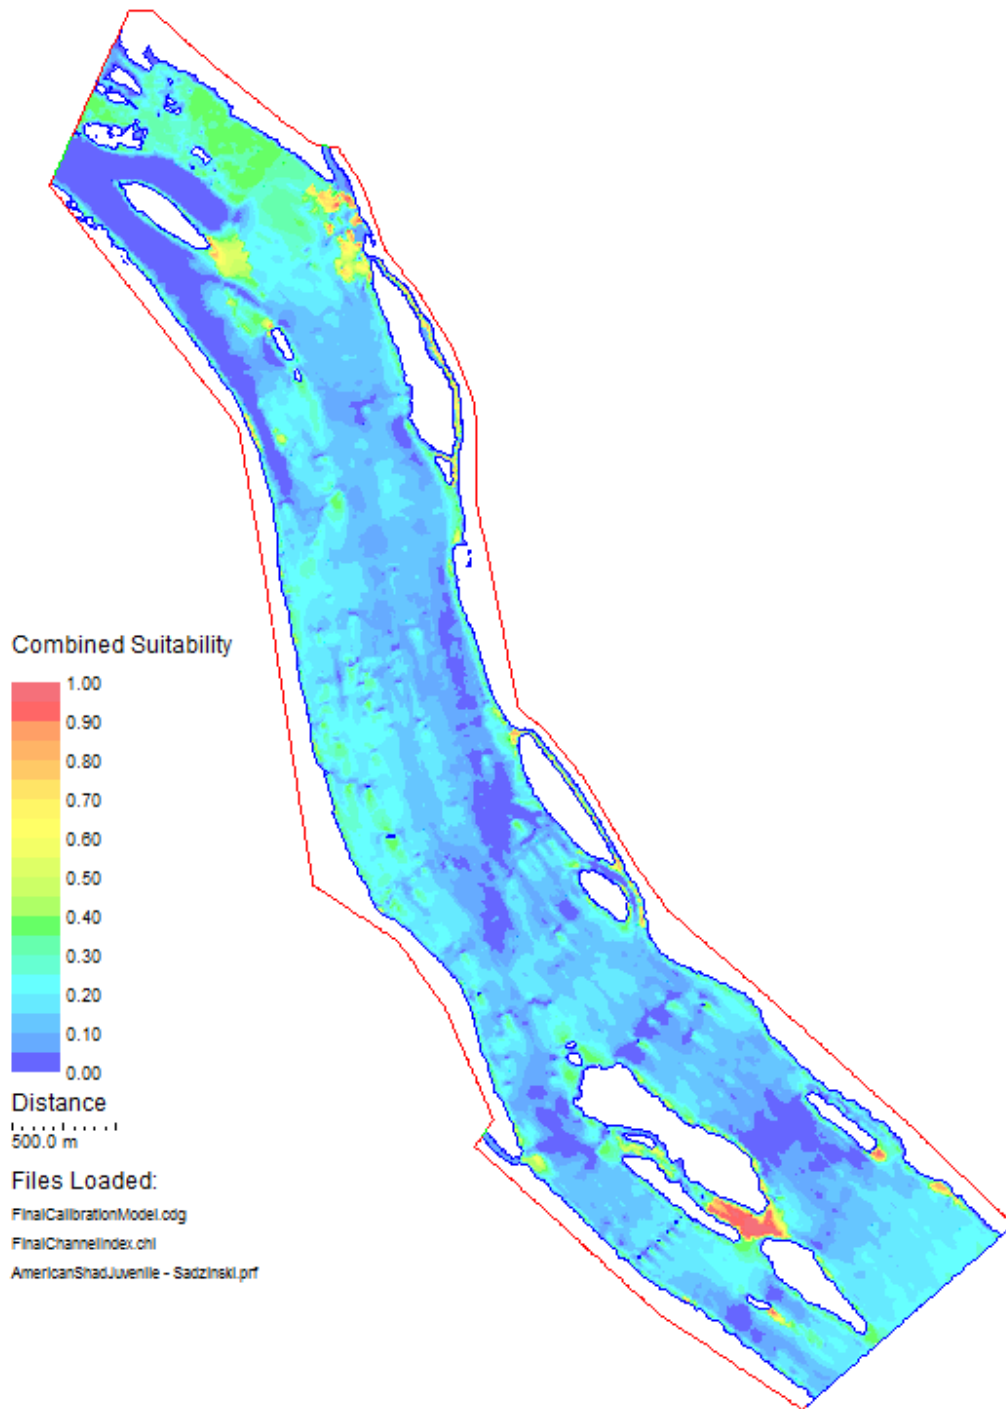 Combined Suitability
1.00
0.90
0.80
0.70
0.60
0.50
0.40
0.30
0.20
0.10
0.00
Distance
500.0 m
Files Loaded:
FinalCalibrationModel.cdg
FinalChannelIndex.chi
AmericanShadJuvenile - Sadzinski.prf